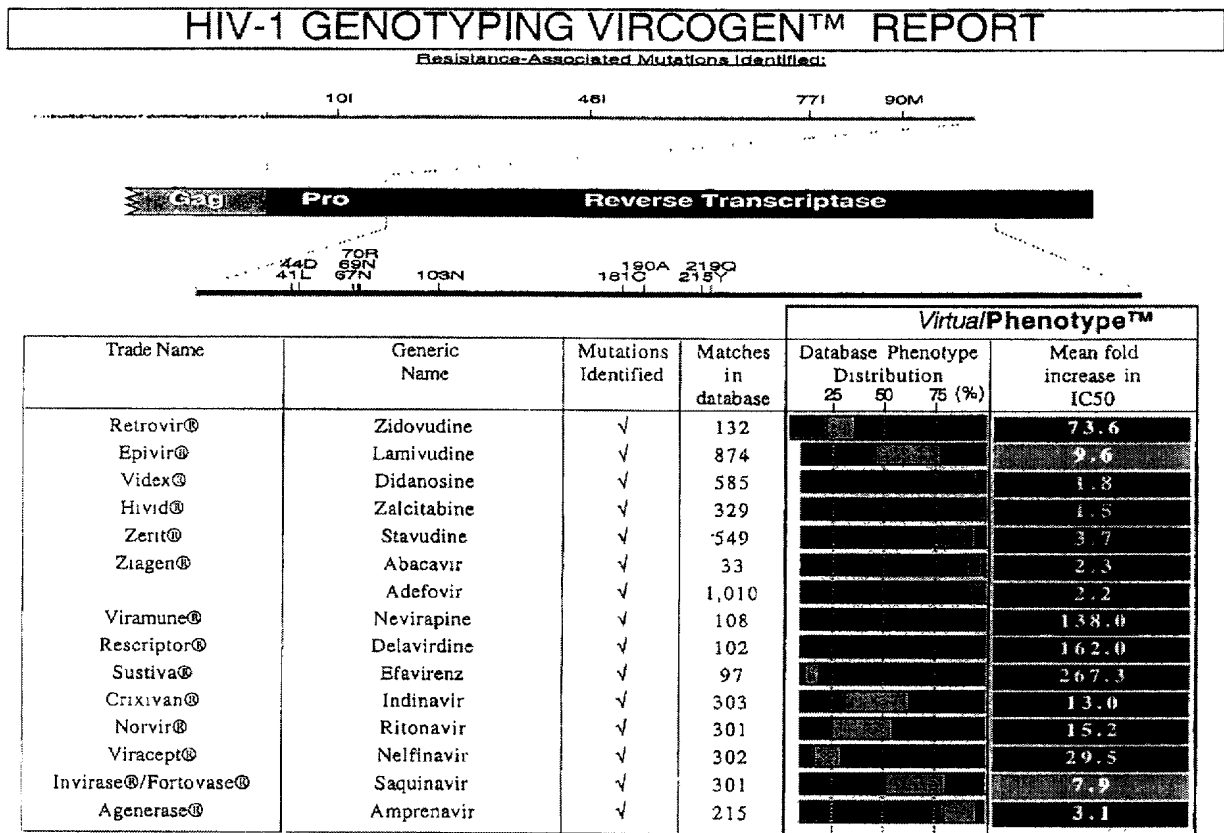 HIV-1 GENOTYPING VIRCOGEN™ REPORT
Resistance-Associated Mutations Identified:
10I 46I 77I 90M
Gag Pro Reverse Transcriptase
70R
44D 69N 190A 219Q
41L 67N 103N 181C 215Y
VirtualPhenotype™
Trade Name Generic Name Mutations Identified Matches in database Database Phenotype Distribution Mean fold increase in IC50
25 50 75 (%)
Retrovir® Zidovudine √ 132 73.6
Epivir® Lamivudine √ 874 9.6
Videx® Didanosine √ 585 1.8
Hivid® Zalcitabine √ 329 1.5
Zerit® Stavudine √ 549 3.7
Ziagen® Abacavir √ 33 2.3
Adefovir √ 1,010 2.2
Viramune® Nevirapine √ 108 138.0
Rescriptor® Delavirdine √ 102 162.0
Sustiva® Efavirenz √ 97 267.3
Crixivan® Indinavir √ 303 13.0
Norvir® Ritonavir √ 301 15.2
Viracept® Nelfinavir √ 302 29.5
Invirase®/Fortovase® Saquinavir √ 301 7.9
Agenerase® Amprenavir √ 215 3.1